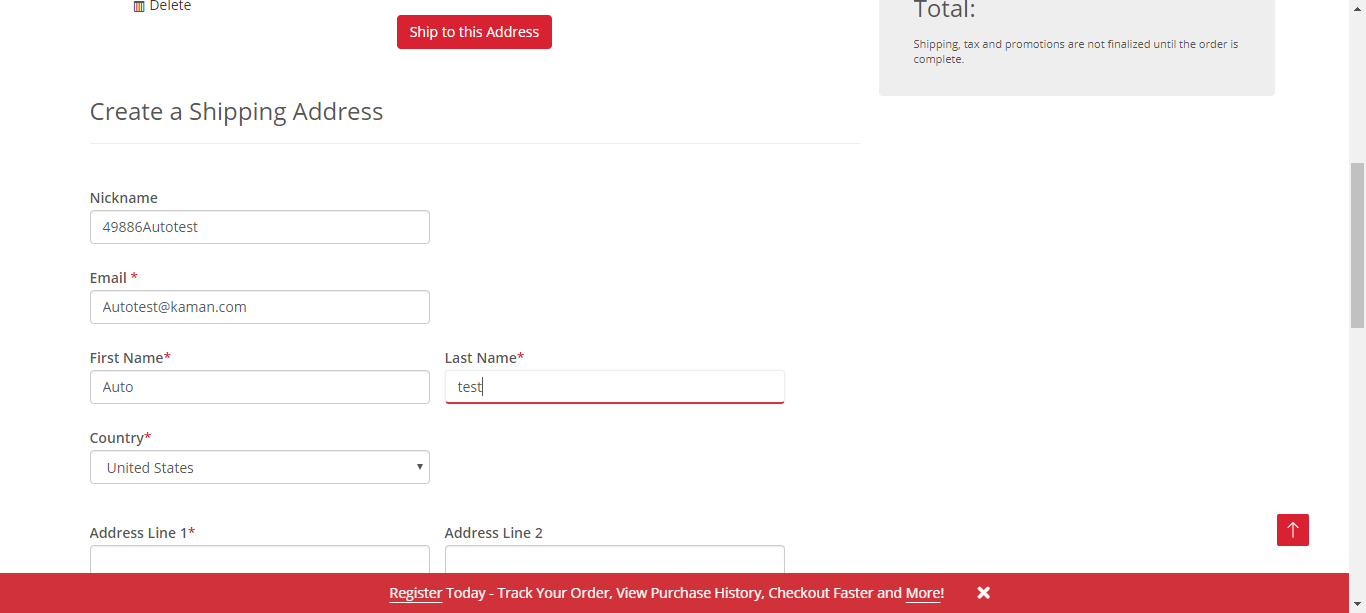 Delete
Ship to this Address
Total:
Shipping, tax and promotions are not finalized until the order is
complete.
Create a Shipping Address
Nickname
49886Autotest
Email *
Autotest@kaman.com
First Name* Last Name*
Auto test
Country*
United States
Address Line 1* Address Line 2
Register Today - Track Your Order, View Purchase History, Checkout Faster and More!